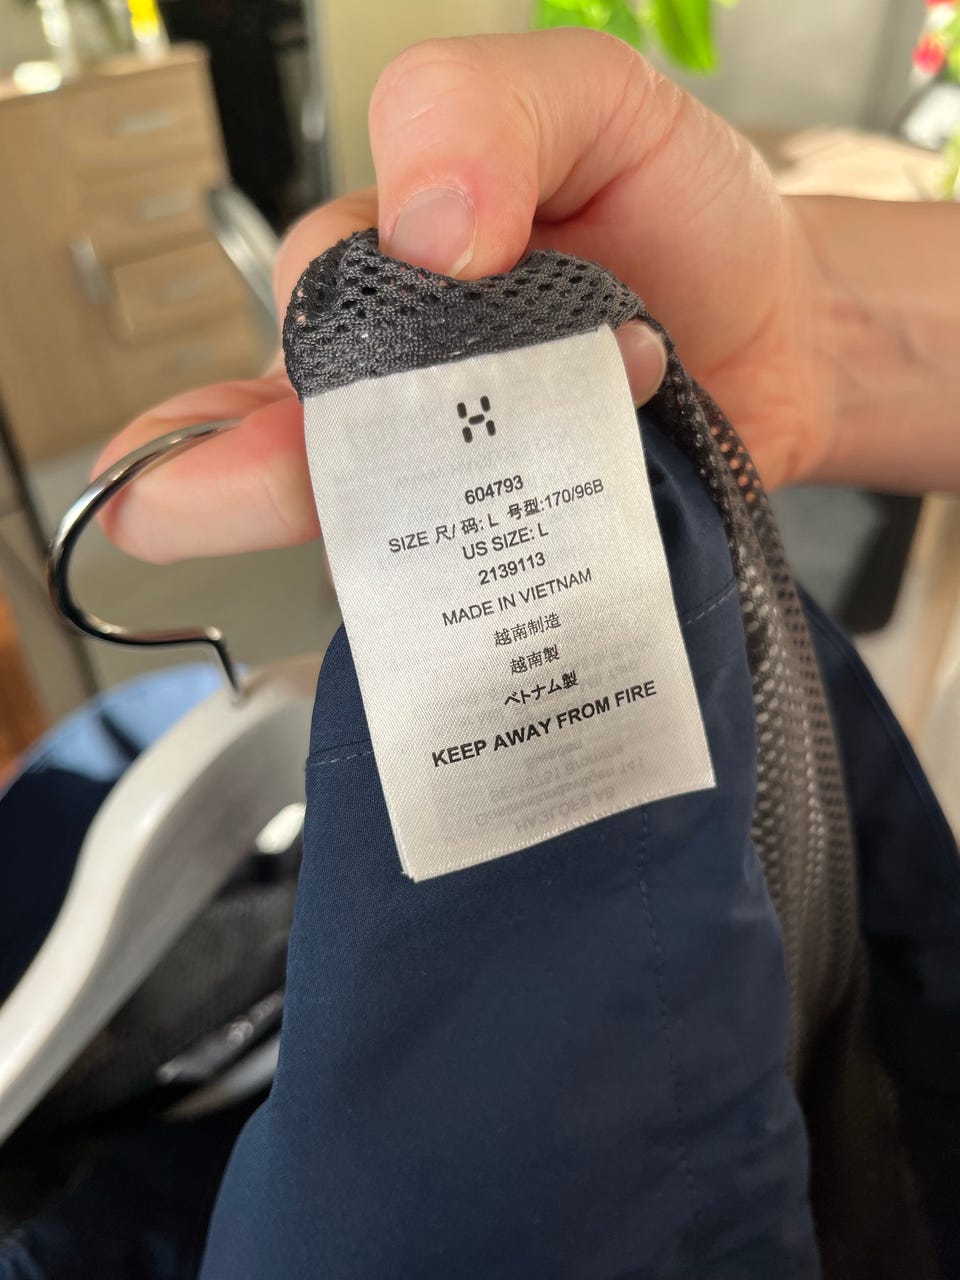 604793
SIZE 尺/ 码: L 号型:170/96B
US SIZE: L
2139113
MADE IN VIETNAM
越南制造
越南製
ベトナム製
KEEP AWAY FROM FIRE